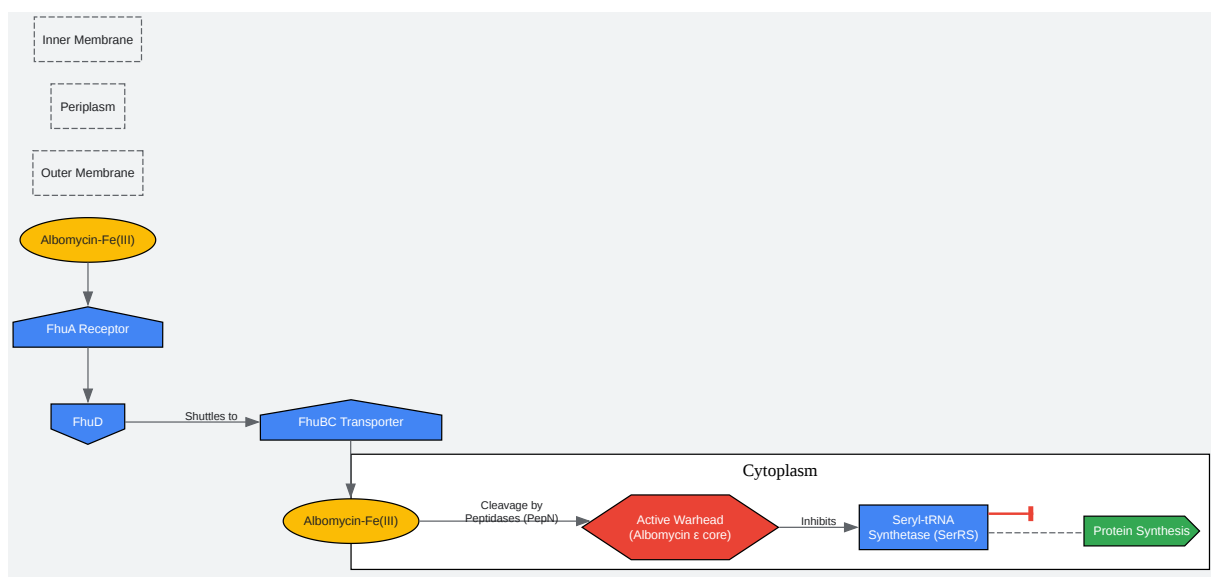 Inner Membrane
Periplasm
Outer Membrane
Albomycin-Fe(III)
FhuA Receptor
FhuD
Shuttles to
FhuBC Transporter
Cytoplasm
Albomycin-Fe(III)
Cleavage by
Peptidases (PepN)
Active Warhead
(Albomycin ε core)
Inhibits
Seryl-tRNA
Synthetase (SerRS)
Protein Synthesis